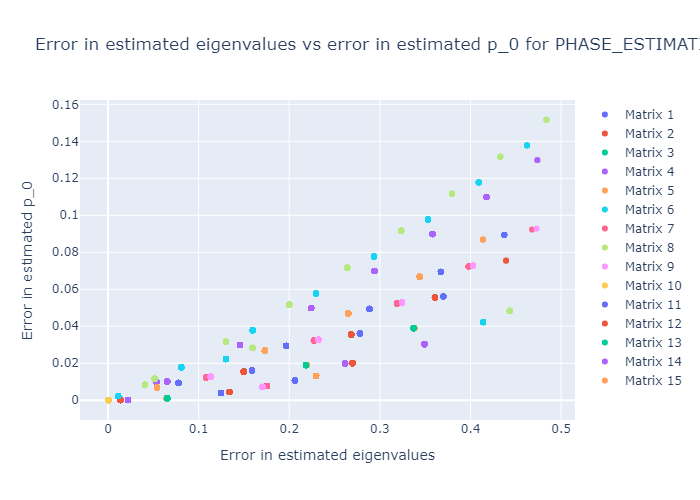 Error in estimated eigenvalues vs error in estimated p_0 for PHASE_ESTIMATI
0.16
0.14
0.12
0.1
0.08
0.06
0.04
0.02
0
Error in estimated p_0
0
0.1
0.2
0.3
0.4
0.5
Error in estimated eigenvalues
Matrix 1
Matrix 2
Matrix 3
Matrix 4
Matrix 5
Matrix 6
Matrix 7
Matrix 8
Matrix 9
Matrix 10
Matrix 11
Matrix 12
Matrix 13
Matrix 14
Matrix 15